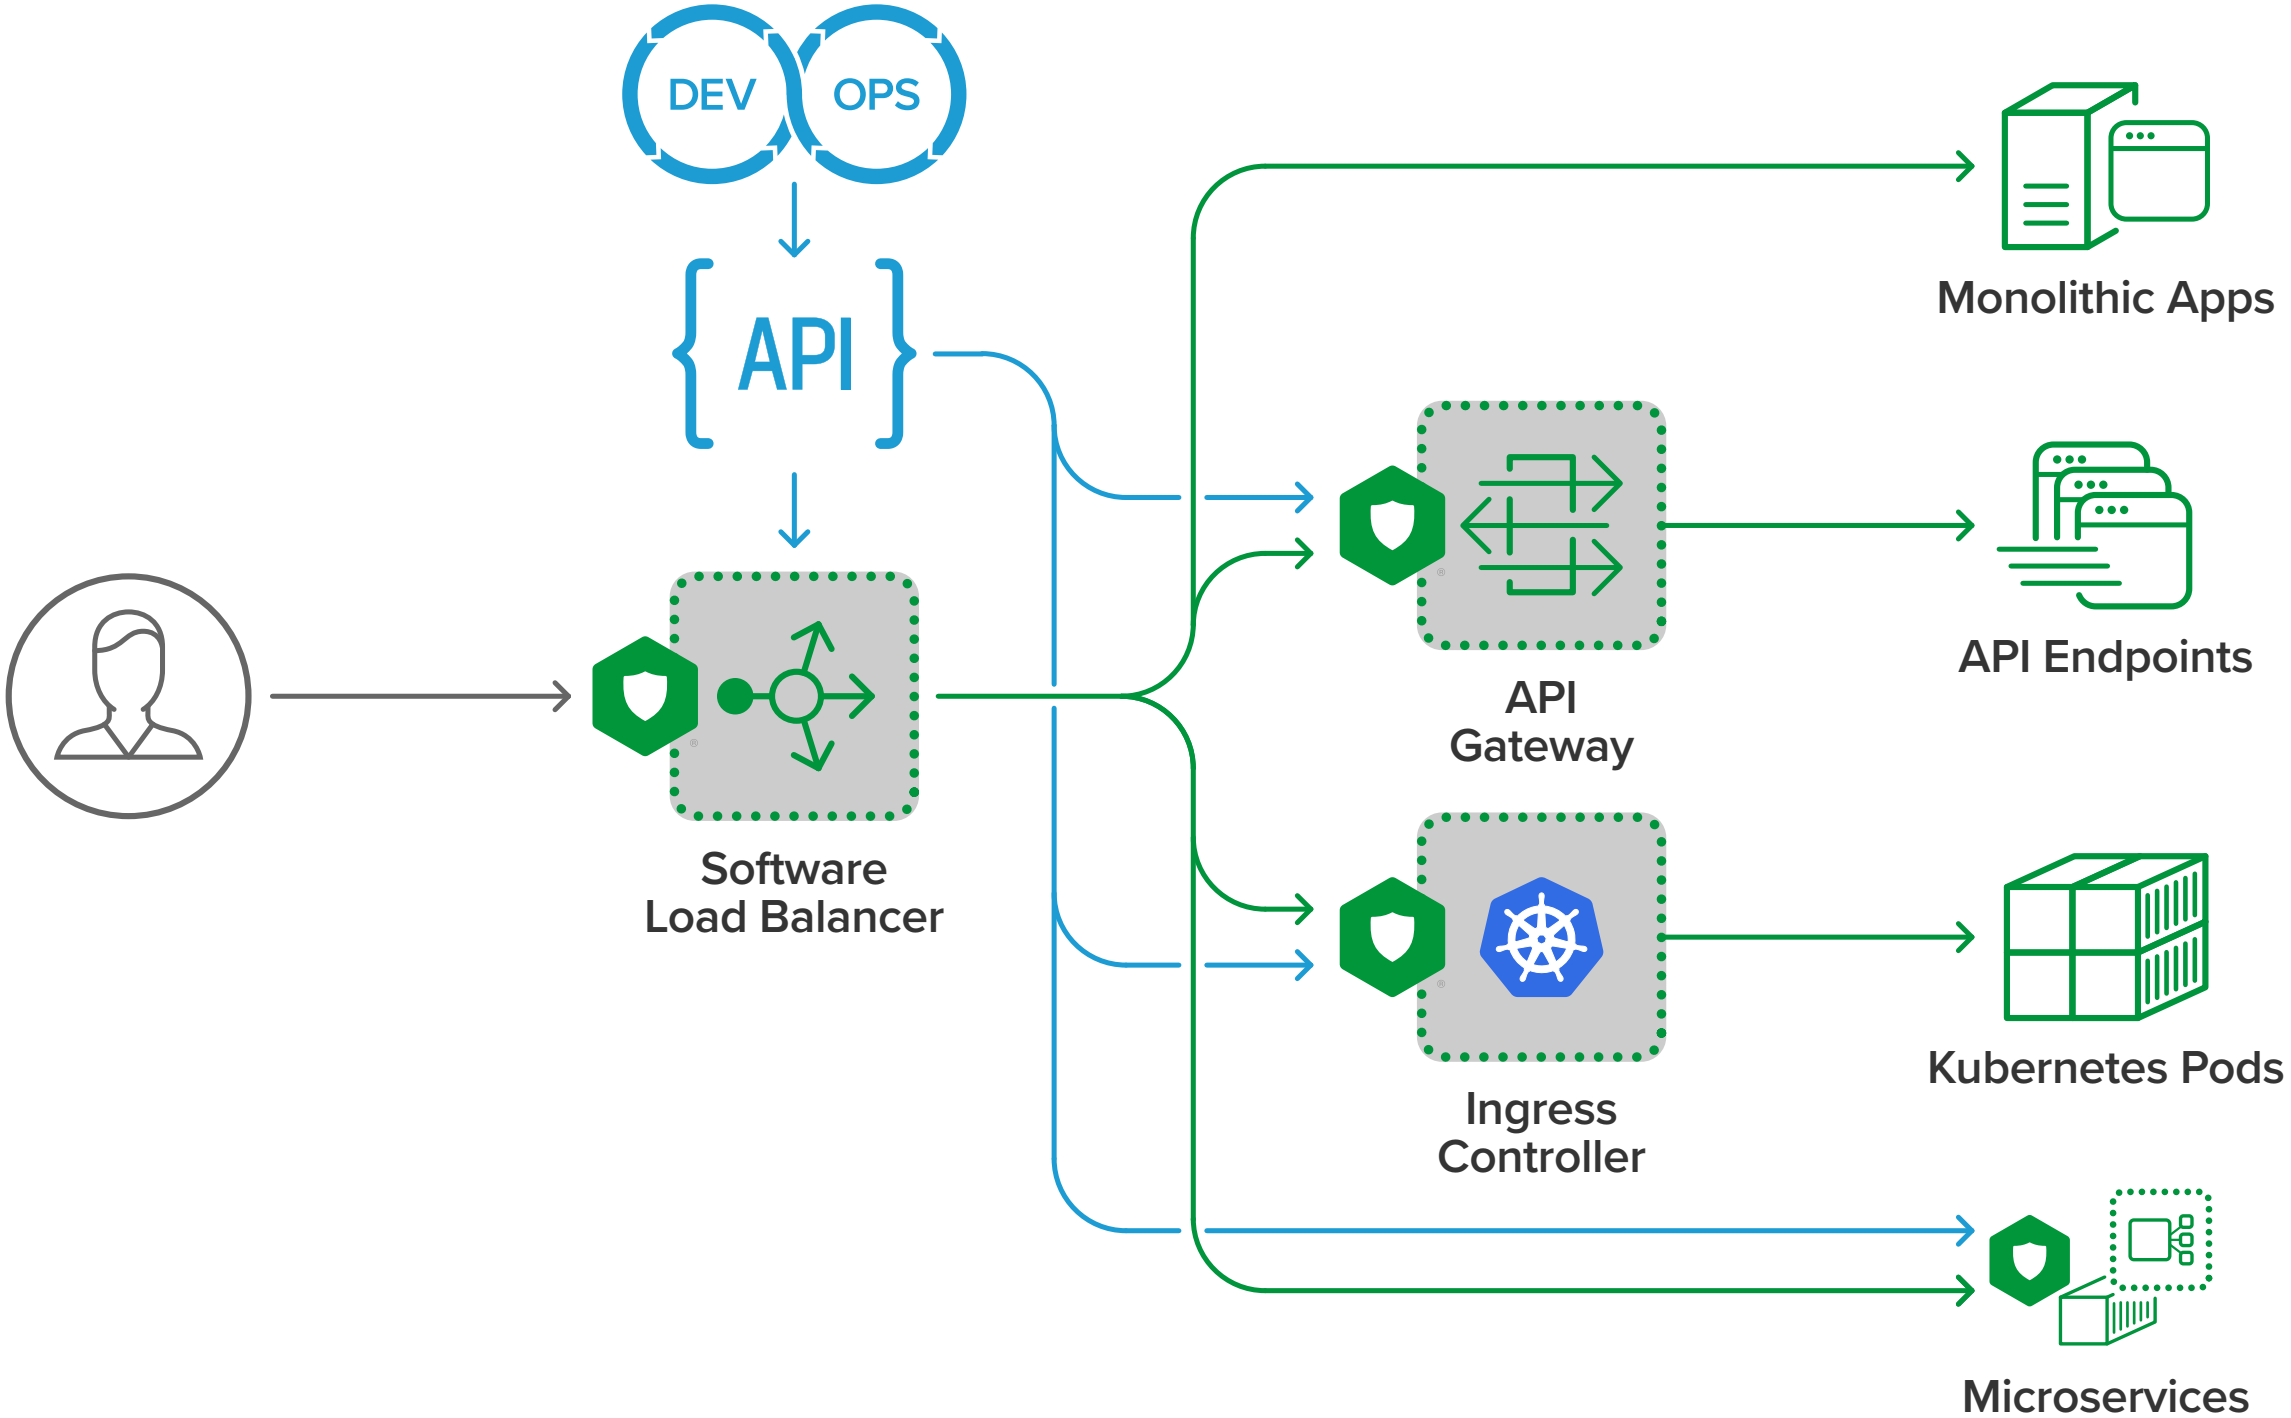 DEV
OPS
{ API }
Monolithic Apps
API Endpoints
API
Gateway
®
Software
Load Balancer
®
Kubernetes Pods
Ingress
Controller
®
Microservices